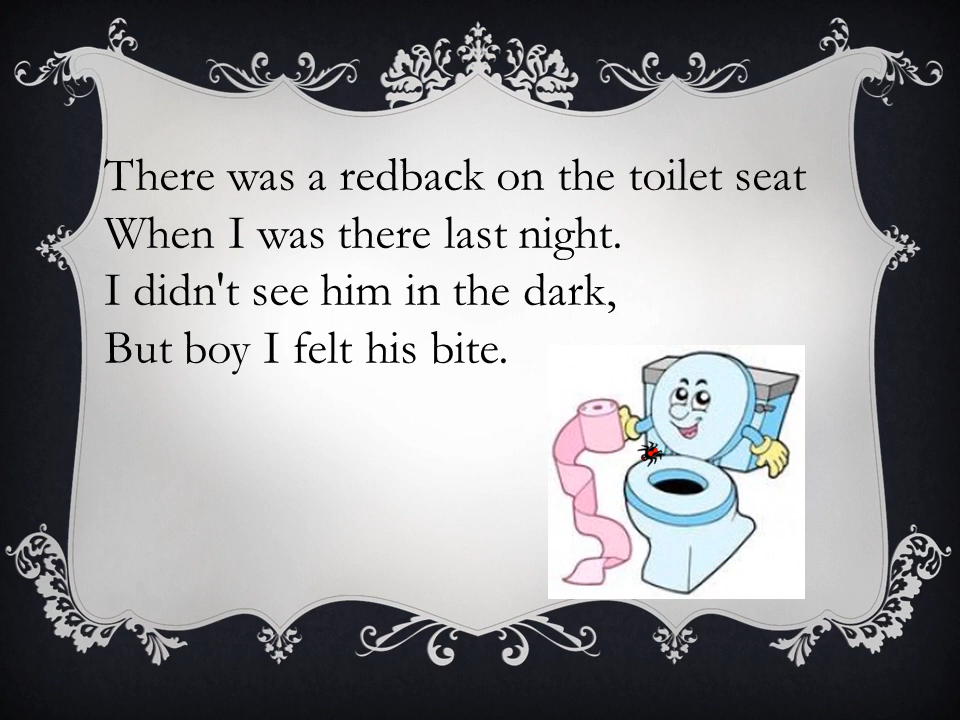 There was a redback on the toilet seat
When I was there last night.
I didn't see him in the dark,
But boy I felt his bite.